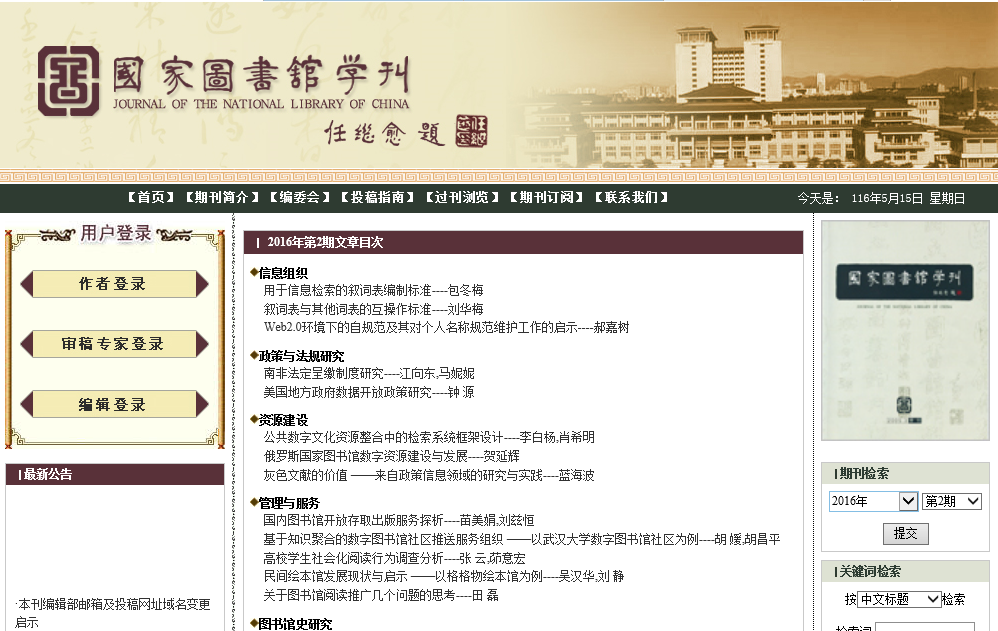 國家圖書館学刊
JOURNAL OF THE NATIONAL LIBRARY OF CHINA
任继愈 題
【首页】 【期刊简介】 【编委会】 【投稿指南】 【过刊浏览】 【期刊订阅】 【联系我们】
今天是： 116年5月15日 星期日
用户登录
作者登录
审稿专家登录
编辑登录
最新公告
·本刊编辑部邮箱及投稿网址域名变更
启示
2016年第2期文章目次
信息组织
用于信息检索的叙词表编制标准----包冬梅
叙词表与其他词表的互操作标准----刘华梅
Web2.0环境下的自规范及其对个人名称规范维护工作的启示----郝嘉树
政策与法规研究
南非法定呈缴制度研究----江向东,马妮妮
美国地方政府数据开放政策研究----钟 源
资源建设
公共数字文化资源整合中的检索系统框架设计----李白杨,肖希明
俄罗斯国家图书馆数字资源建设与发展----贺延辉
灰色文献的价值 ——来自政策信息领域的研究与实践----蓝海波
管理与服务
国内图书馆开放存取出版服务探析----苗美娟,刘兹恒
基于知识聚合的数字图书馆社区推送服务组织 ——以武汉大学数字图书馆社区为例----胡 媛,胡昌平
高校学生社会化阅读行为调查分析----张 云,茆意宏
民间绘本馆发展现状与启示 ——以格格物绘本馆为例----吴汉华,刘 静
关于图书馆阅读推广几个问题的思考----田 磊
图书馆史研究
國家圖書館学刊
期刊检索
2016年 第2期
提交
关键词检索
按 中文标题 检索
检索词